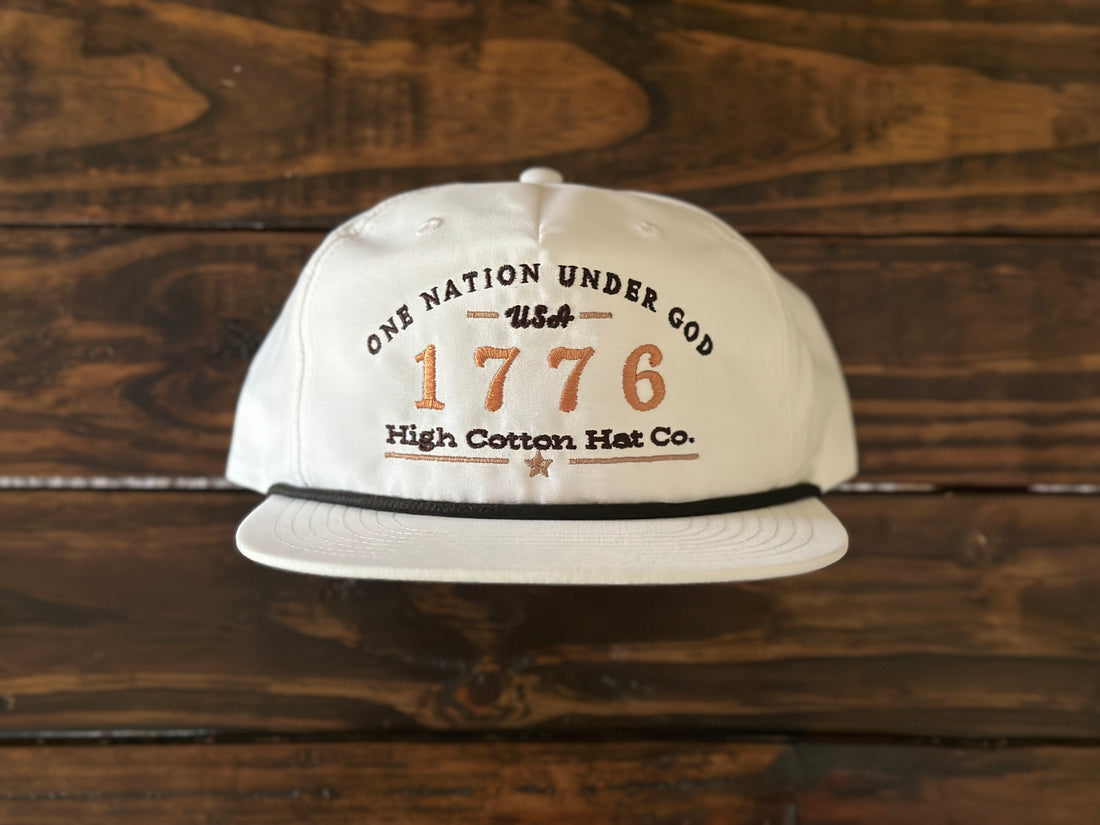 ONE NATION UNDER GOD
USA
1776
High Cotton Hat Co.